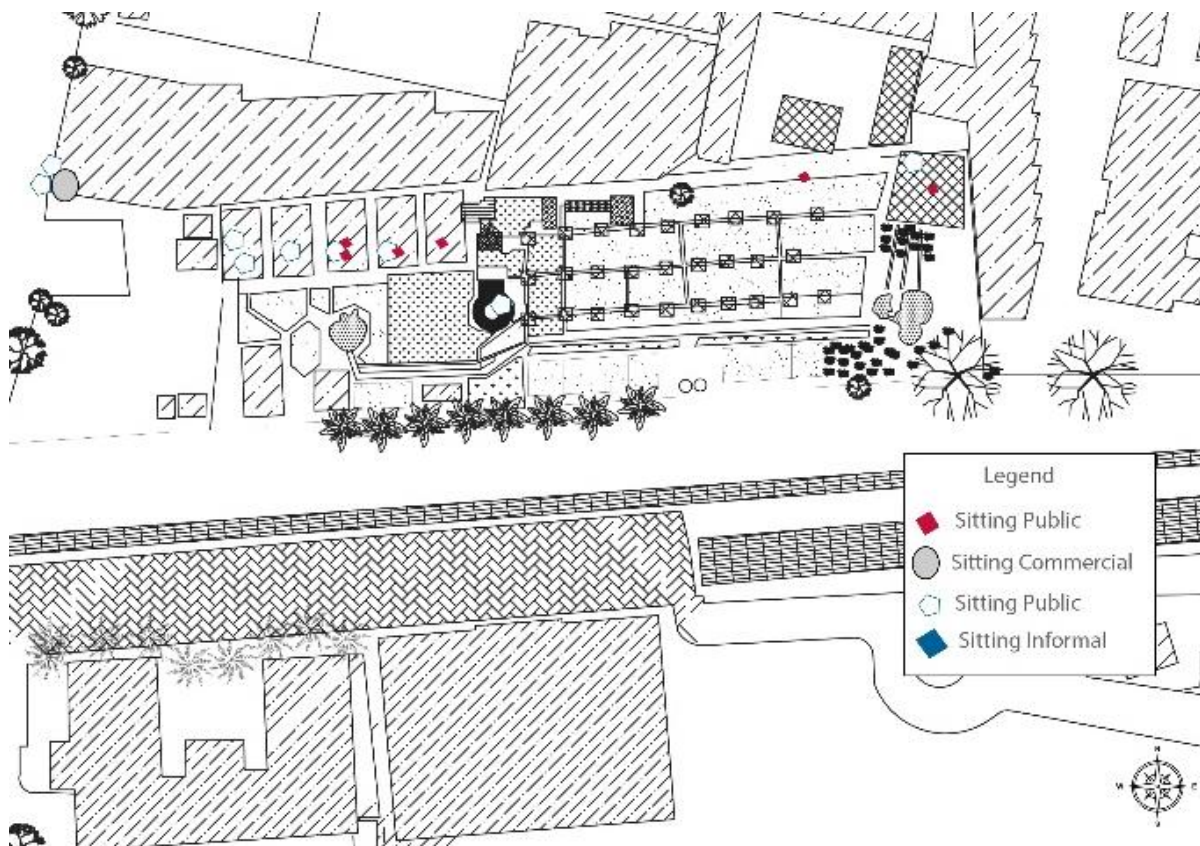 Legend
Sitting Public
Sitting Commercial
Sitting Public
Sitting Informal
N
W E
S